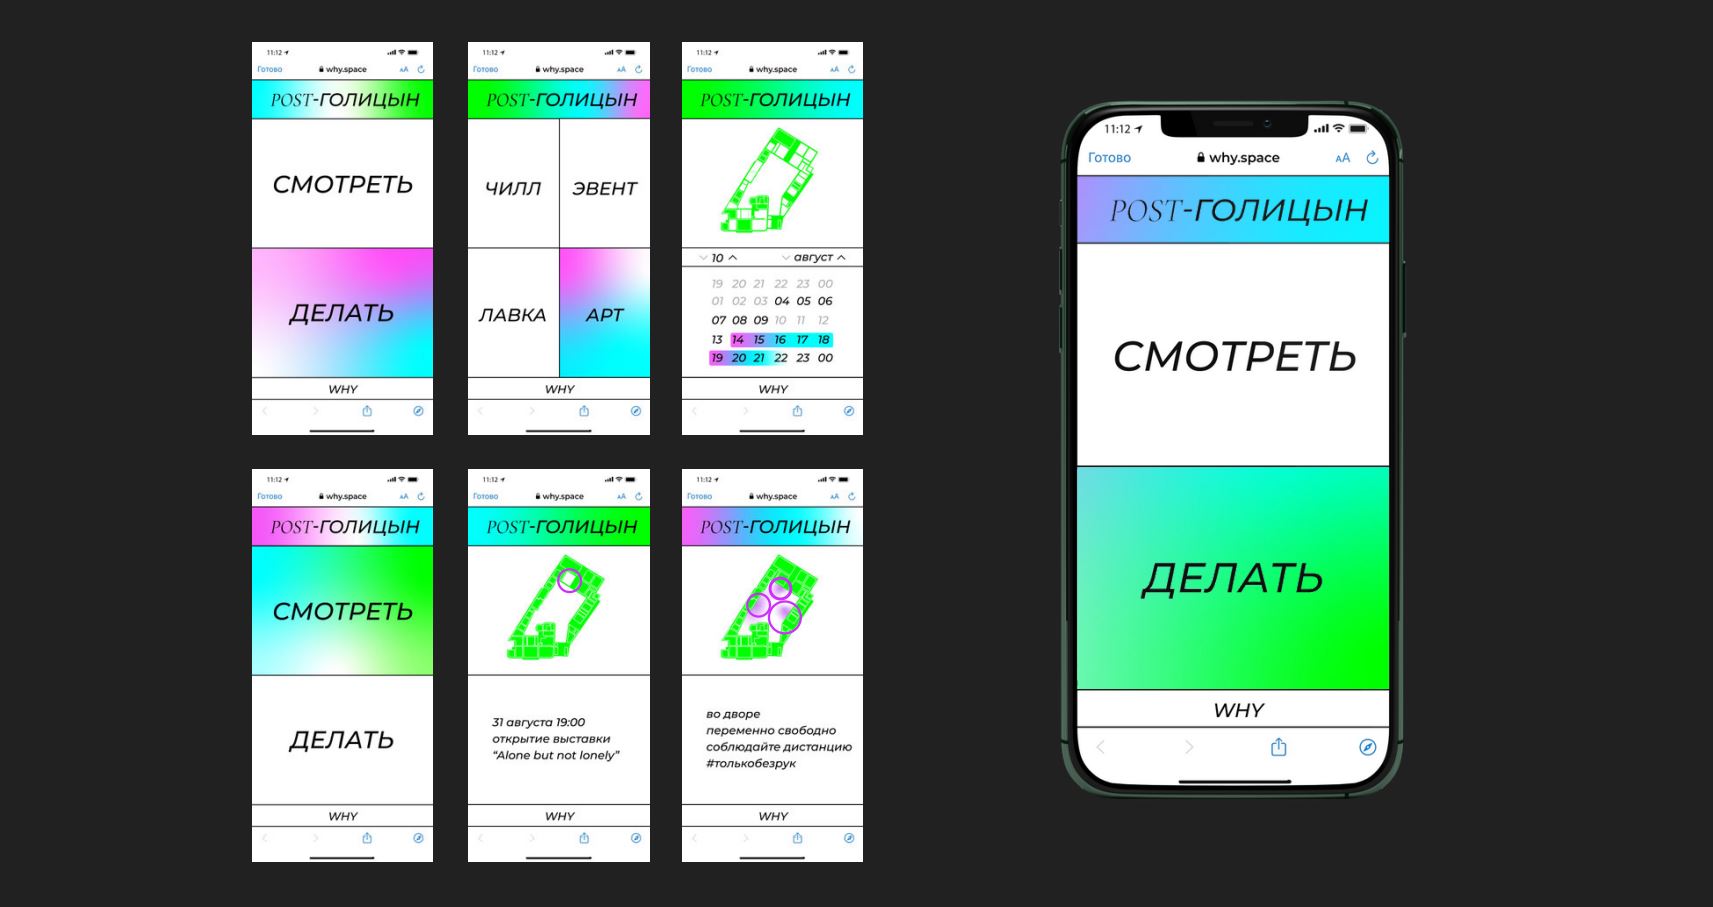 11:12
Готово why.space AA
POST-ГОЛИЦЫН
СМОТРЕТЬ
ДЕЛАТЬ
WHY
11:12
Готово why.space AA
POST-ГОЛИЦЫН
ЧИЛЛ ЭВЕНТ
ЛАВКА АРТ
WHY
11:12
Готово why.space AA
POST-ГОЛИЦЫН
10 август
19 20 21 22 23 00
01 02 03 04 05 06
07 08 09 10 11 12
13 14 15 16 17 18
19 20 21 22 23 00
WHY
11:12
Готово why.space AA
POST-ГОЛИЦЫН
СМОТРЕТЬ
ДЕЛАТЬ
WHY
11:12
Готово why.space AA
POST-ГОЛИЦЫН
31 августа 19:00
открытие выставки
“Alone but not lonely”
WHY
11:12
Готово why.space AA
POST-ГОЛИЦЫН
во дворе
переменно свободно
соблюдайте дистанцию
#толькобезрук
WHY
11:12
Готово why.space AA
POST-ГОЛИЦЫН
СМОТРЕТЬ
ДЕЛАТЬ
WHY